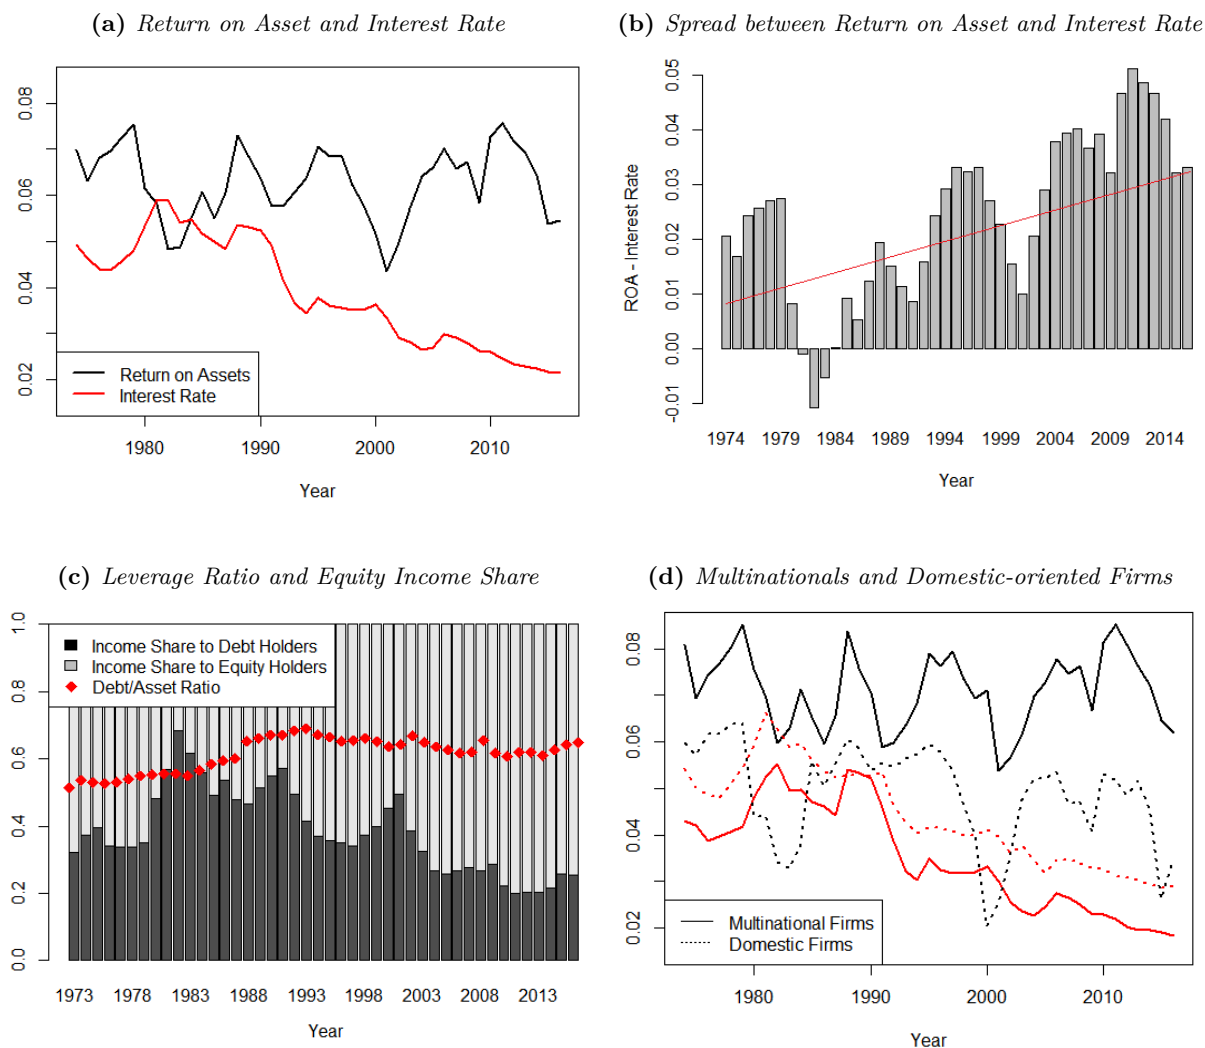 (a) Return on Asset and Interest Rate
0.08
0.06
0.04
0.02
Return on Assets
Interest Rate
1980 1990 2000 2010
Year
(b) Spread between Return on Asset and Interest Rate
ROA - Interest Rate
0.05
0.04
0.03
0.02
0.01
0.00
-0.01
1974 1979 1984 1989 1994 1999 2004 2009 2014
Year
(c) Leverage Ratio and Equity Income Share
1.0
0.8
0.6
0.4
0.2
0.0
Income Share to Debt Holders
Income Share to Equity Holders
Debt/Asset Ratio
1973 1978 1983 1988 1993 1998 2003 2008 2013
Year
(d) Multinationals and Domestic-oriented Firms
0.08
0.06
0.04
0.02
Multinational Firms
Domestic Firms
1980 1990 2000 2010
Year